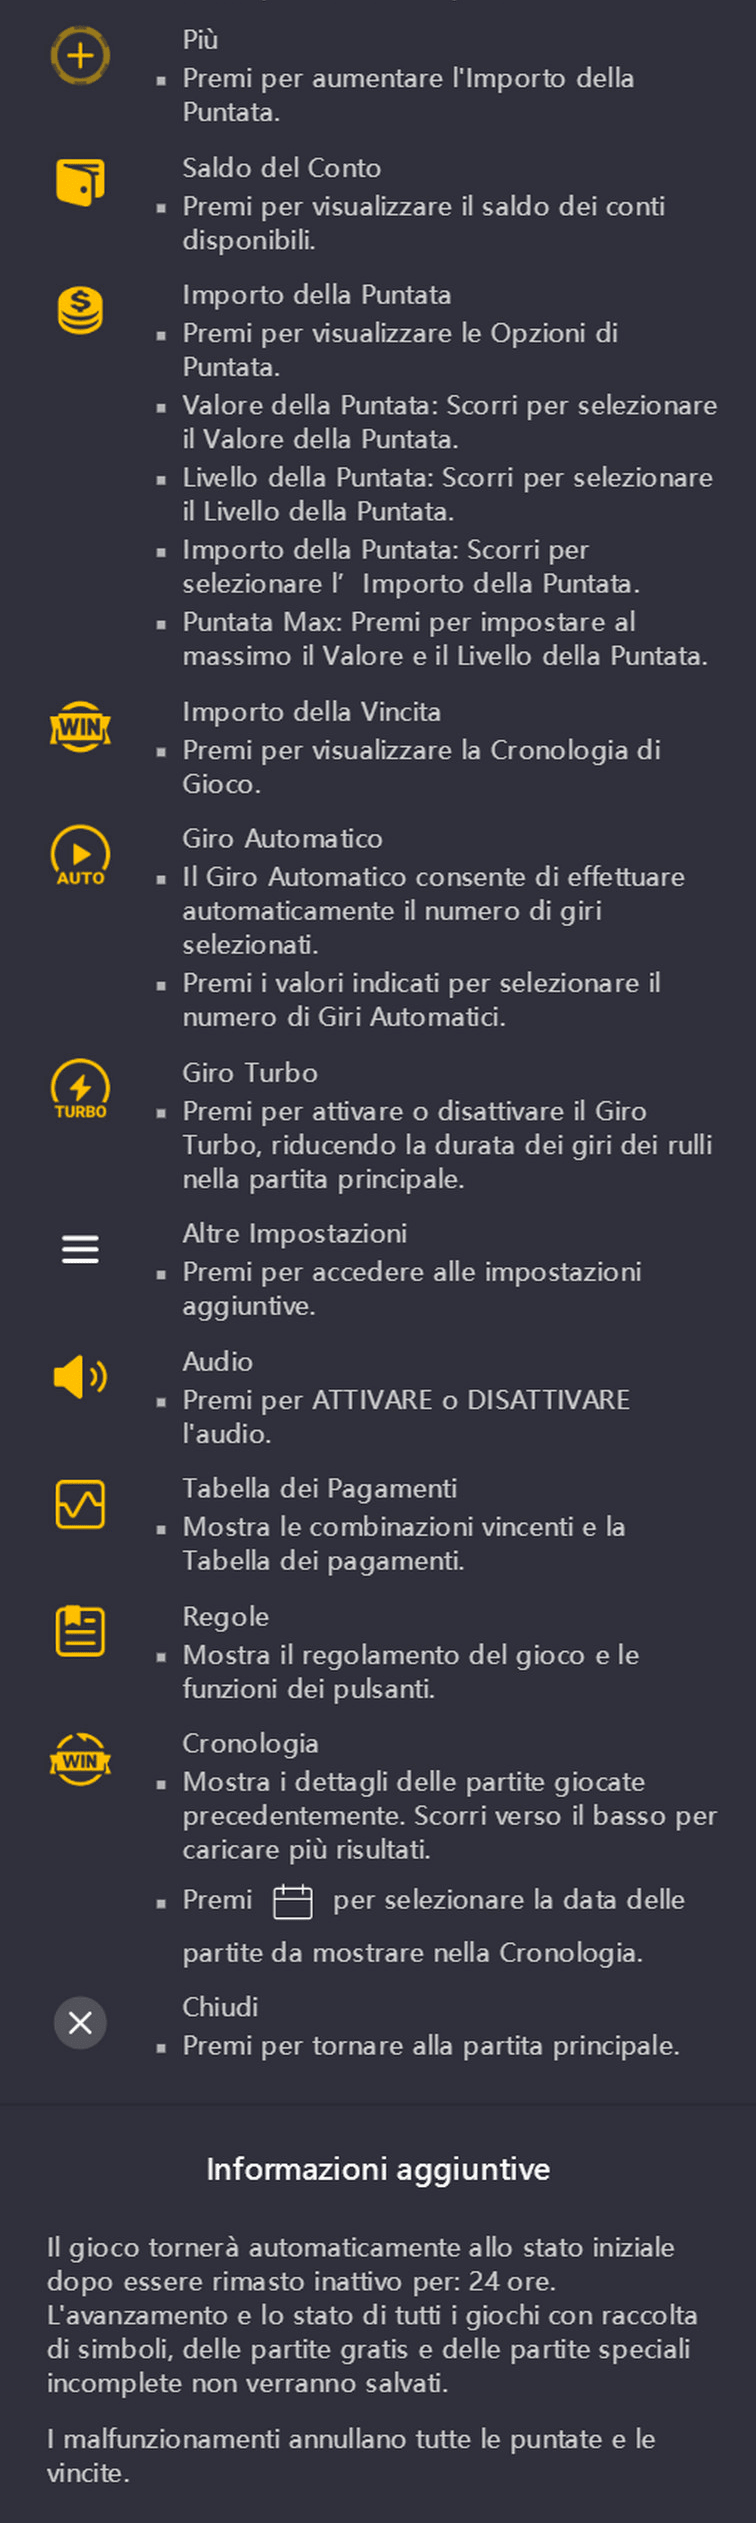 Più
▪ Premi per aumentare l'Importo della
Puntata.
Saldo del Conto
▪ Premi per visualizzare il saldo dei conti
disponibili.
Importo della Puntata
▪ Premi per visualizzare le Opzioni di
Puntata.
▪ Valore della Puntata: Scorri per selezionare
il Valore della Puntata.
▪ Livello della Puntata: Scorri per selezionare
il Livello della Puntata.
▪ Importo della Puntata: Scorri per
selezionare l’ Importo della Puntata.
▪ Puntata Max: Premi per impostare al
massimo il Valore e il Livello della Puntata.
WIN
Importo della Vincita
▪ Premi per visualizzare la Cronologia di
Gioco.
AUTO
Giro Automatico
▪ Il Giro Automatico consente di effettuare
automaticamente il numero di giri
selezionati.
▪ Premi i valori indicati per selezionare il
numero di Giri Automatici.
TURBO
Giro Turbo
▪ Premi per attivare o disattivare il Giro
Turbo, riducendo la durata dei giri dei rulli
nella partita principale.
Altre Impostazioni
▪ Premi per accedere alle impostazioni
aggiuntive.
Audio
▪ Premi per ATTIVARE o DISATTIVARE
l'audio.
Tabella dei Pagamenti
▪ Mostra le combinazioni vincenti e la
Tabella dei pagamenti.
Regole
▪ Mostra il regolamento del gioco e le
funzioni dei pulsanti.
WIN
Cronologia
▪ Mostra i dettagli delle partite giocate
precedentemente. Scorri verso il basso per
caricare più risultati.
▪ Premi per selezionare la data delle
partite da mostrare nella Cronologia.
Chiudi
▪ Premi per tornare alla partita principale.
Informazioni aggiuntive
Il gioco tornerà automaticamente allo stato iniziale
dopo essere rimasto inattivo per: 24 ore.
L'avanzamento e lo stato di tutti i giochi con raccolta
di simboli, delle partite gratis e delle partite speciali
incomplete non verranno salvati.
I malfunzionamenti annullano tutte le puntate e le
vincite.